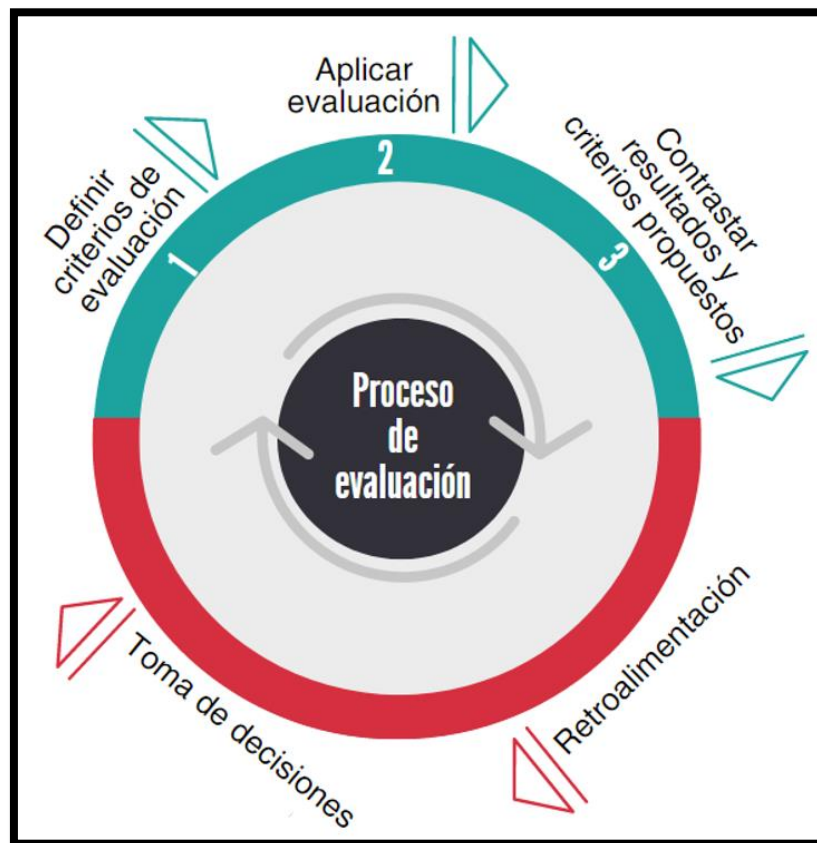 Aplicar
evaluación
2
Definir
criterios de
evaluación
1
Contrastar
resultados y
criterios propuestos
3
Proceso
de
evaluación
Retroalimentación
Toma de decisiones